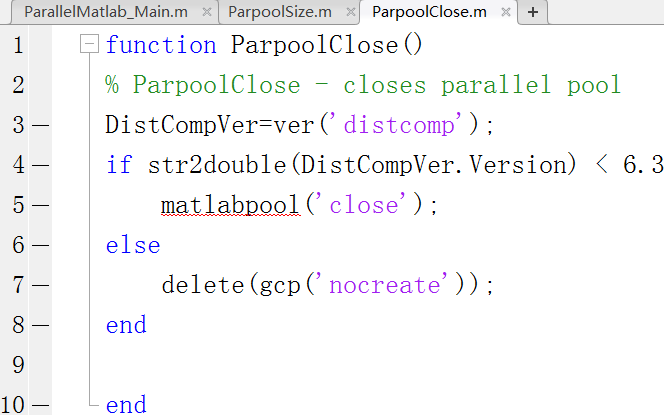 ParallelMatlab_Main.m × ParpoolSize.m × ParpoolClose.m × +
1 function ParpoolClose()
2 % ParpoolClose - closes parallel pool
3 — DistCompVer=ver('distcomp');
4 — if str2double(DistCompVer.Version) < 6.3
5 — matlabpool('close');
6 — else
7 — delete(gcp('nocreate'));
8 — end
9
10 — end